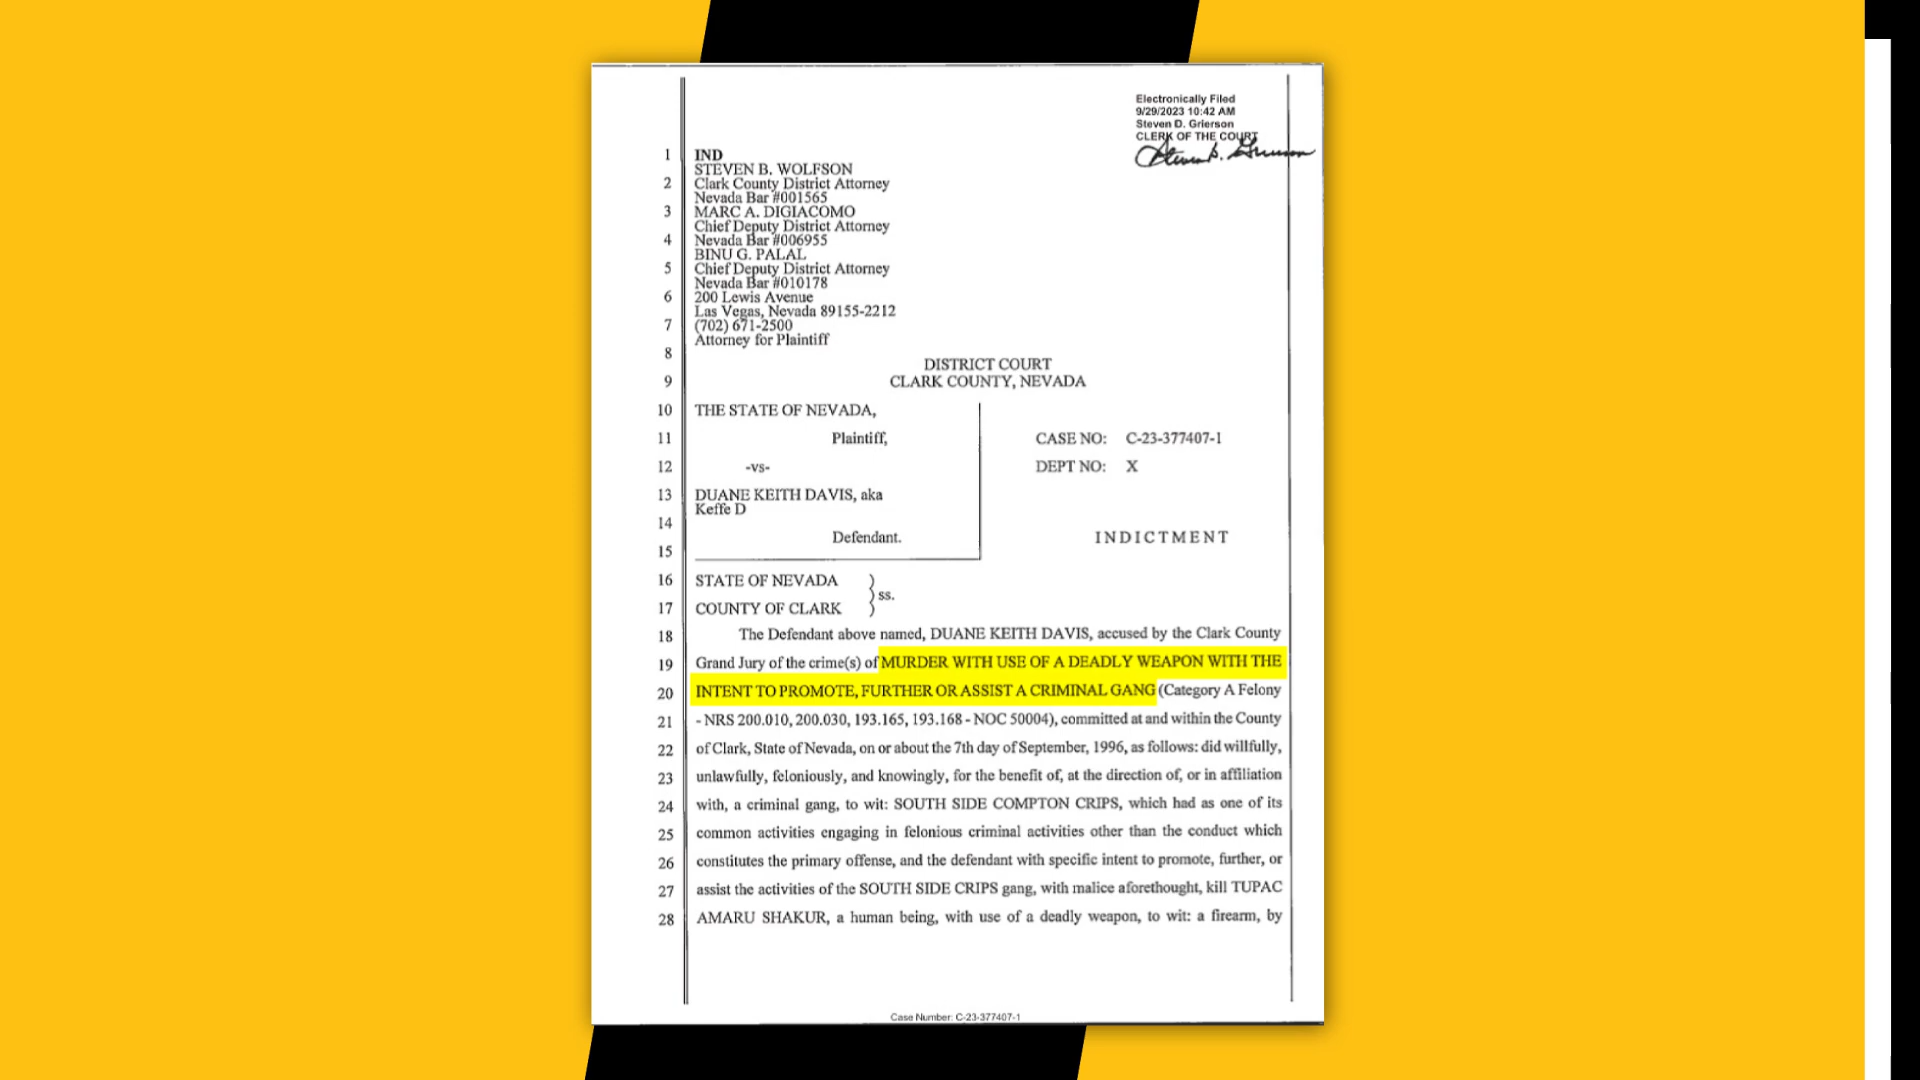 Electronically Filed
9/29/2023 10:42 AM
Steven D. Grierson
CLERK OF THE COURT
1 IND
STEVEN B. WOLFSON
2 Clark County District Attorney
Nevada Bar #001565
3 MARC A. DIGIACOMO
Chief Deputy District Attorney
4 Nevada Bar #006955
BINU G. PALAL
5 Chief Deputy District Attorney
Nevada Bar #010178
6 200 Lewis Avenue
Las Vegas, Nevada 89155-2212
7 (702) 671-2500
Attorney for Plaintiff
8
DISTRICT COURT
9 CLARK COUNTY, NEVADA
10 THE STATE OF NEVADA,
11 Plaintiff, CASE NO: C-23-377407-1
12 -vs- DEPT NO: X
13 DUANE KEITH DAVIS, aka
Keffe D
14
Defendant. INDICTMENT
15
16 STATE OF NEVADA )
) ss.
17 COUNTY OF CLARK )
18 The Defendant above named, DUANE KEITH DAVIS, accused by the Clark County
19 Grand Jury of the crime(s) of MURDER WITH USE OF A DEADLY WEAPON WITH THE
20 INTENT TO PROMOTE, FURTHER OR ASSIST A CRIMINAL GANG (Category A Felony
21 - NRS 200.010, 200.030, 193.165, 193.168 - NOC 50004), committed at and within the County
22 of Clark, State of Nevada, on or about the 7th day of September, 1996, as follows: did willfully,
23 unlawfully, feloniously, and knowingly, for the benefit of, at the direction of, or in affiliation
24 with, a criminal gang, to wit: SOUTH SIDE COMPTON CRIPS, which had as one of its
25 common activities engaging in felonious criminal activities other than the conduct which
26 constitutes the primary offense, and the defendant with specific intent to promote, further, or
27 assist the activities of the SOUTH SIDE CRIPS gang, with malice aforethought, kill TUPAC
28 AMARU SHAKUR, a human being, with use of a deadly weapon, to wit: a firearm, by
Case Number: C-23-377407-1